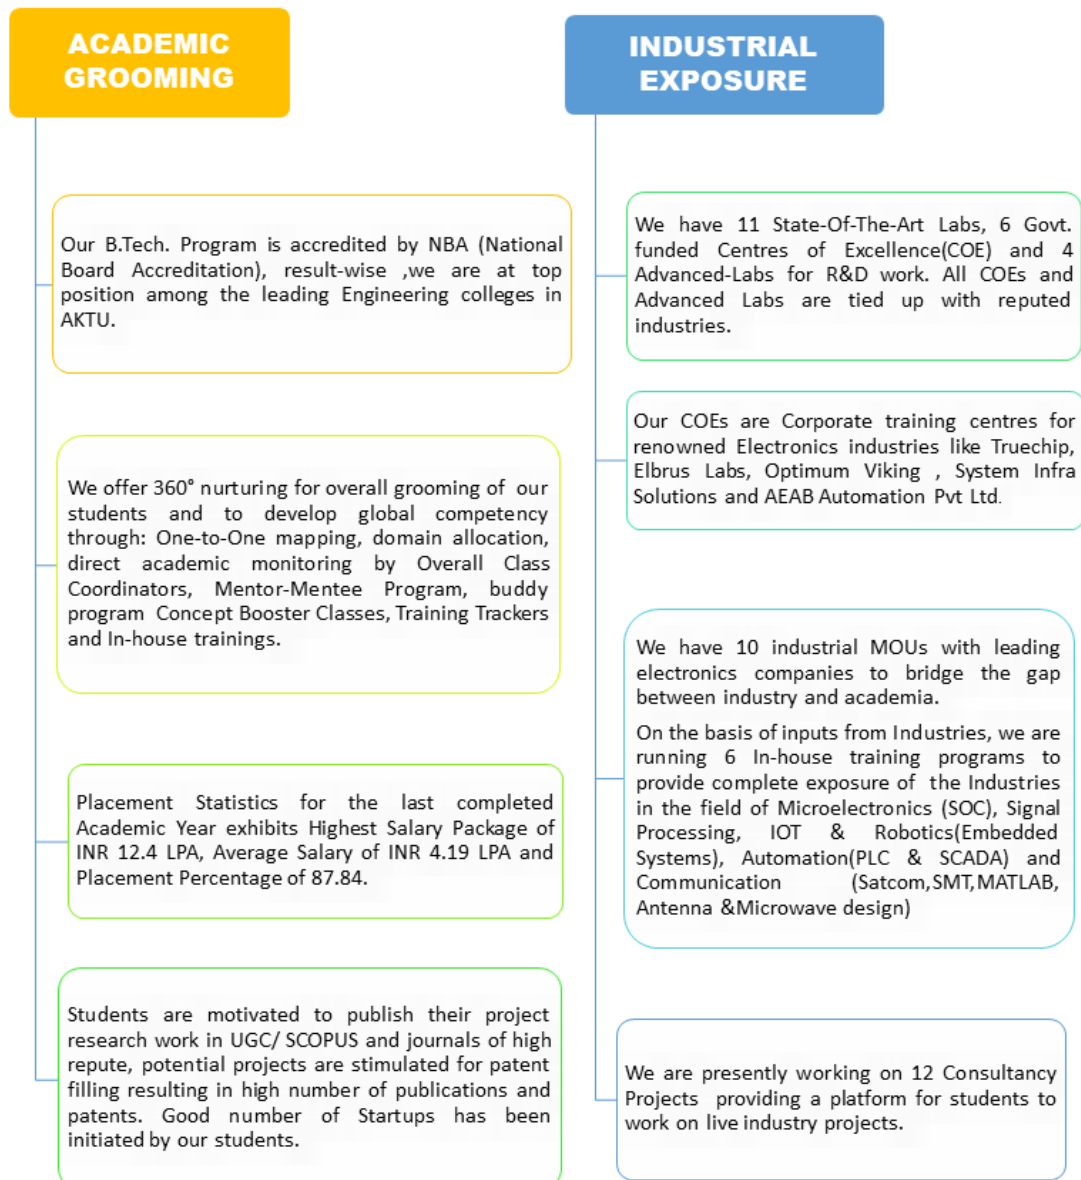 ACADEMIC
GROOMING
Our B.Tech. Program is accredited by NBA (National
Board Accreditation), result-wise ,we are at top
position among the leading Engineering colleges in
AKTU.
We offer 360° nurturing for overall grooming of our
students and to develop global competency
through: One-to-One mapping, domain allocation,
direct academic monitoring by Overall Class
Coordinators, Mentor-Mentee Program, buddy
program Concept Booster Classes, Training Trackers
and In-house trainings.
Placement Statistics for the last completed
Academic Year exhibits Highest Salary Package of
INR 12.4 LPA, Average Salary of INR 4.19 LPA and
Placement Percentage of 87.84.
Students are motivated to publish their project
research work in UGC/ SCOPUS and journals of high
repute, potential projects are stimulated for patent
filling resulting in high number of publications and
patents. Good number of Startups has been
initiated by our students.
INDUSTRIAL
EXPOSURE
We have 11 State-Of-The-Art Labs, 6 Govt.
funded Centres of Excellence(COE) and 4
Advanced-Labs for R&D work. All COEs and
Advanced Labs are tied up with reputed
industries.
Our COEs are Corporate training centres for
renowned Electronics industries like Truechip,
Elbrus Labs, Optimum Viking , System Infra
Solutions and AEAB Automation Pvt Ltd.
We have 10 industrial MOUs with leading
electronics companies to bridge the gap
between industry and academia.
On the basis of inputs from Industries, we are
running 6 In-house training programs to
provide complete exposure of the Industries
in the field of Microelectronics (SOC), Signal
Processing, IOT & Robotics(Embedded
Systems), Automation(PLC & SCADA) and
Communication (Satcom,SMT,MATLAB,
Antenna &Microwave design)
We are presently working on 12 Consultancy
Projects providing a platform for students to
work on live industry projects.